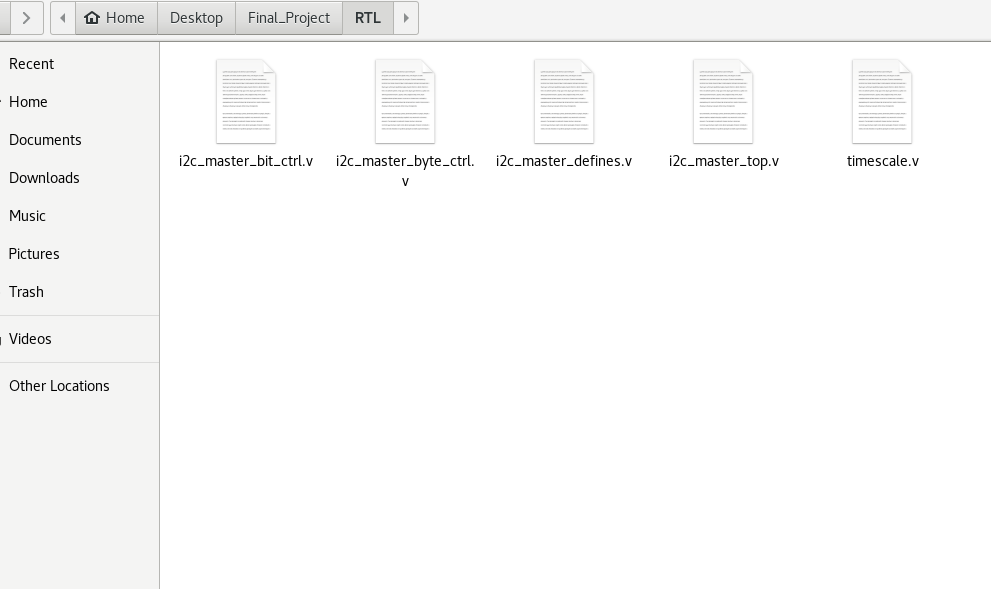 Home Desktop Final_Project RTL
Recent
Home
Documents
Downloads
Music
Pictures
Trash
Videos
Other Locations
i2c_master_bit_ctrl.v
i2c_master_byte_ctrl.
v
i2c_master_defines.v
i2c_master_top.v
timescale.v